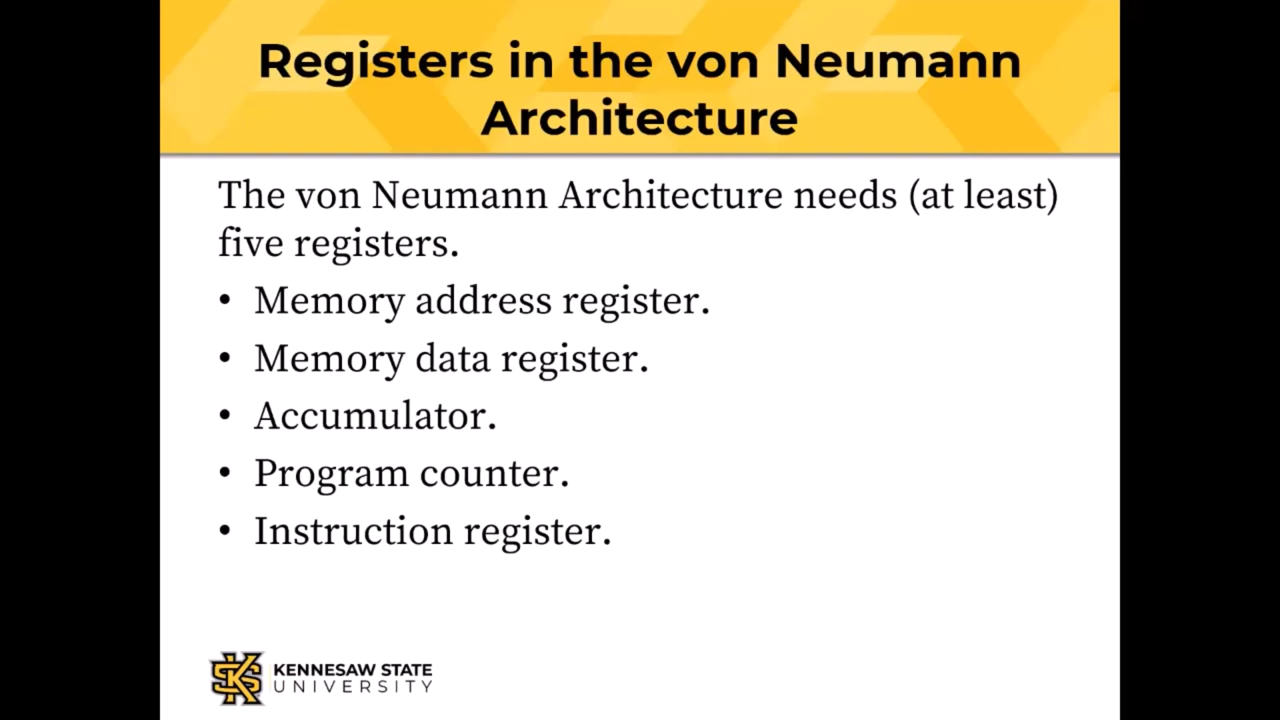 Registers in the von Neumann
Architecture
The von Neumann Architecture needs (at least)
five registers.
• Memory address register.
• Memory data register.
• Accumulator.
• Program counter.
• Instruction register.
KENNESAW STATE
UNIVERSITY